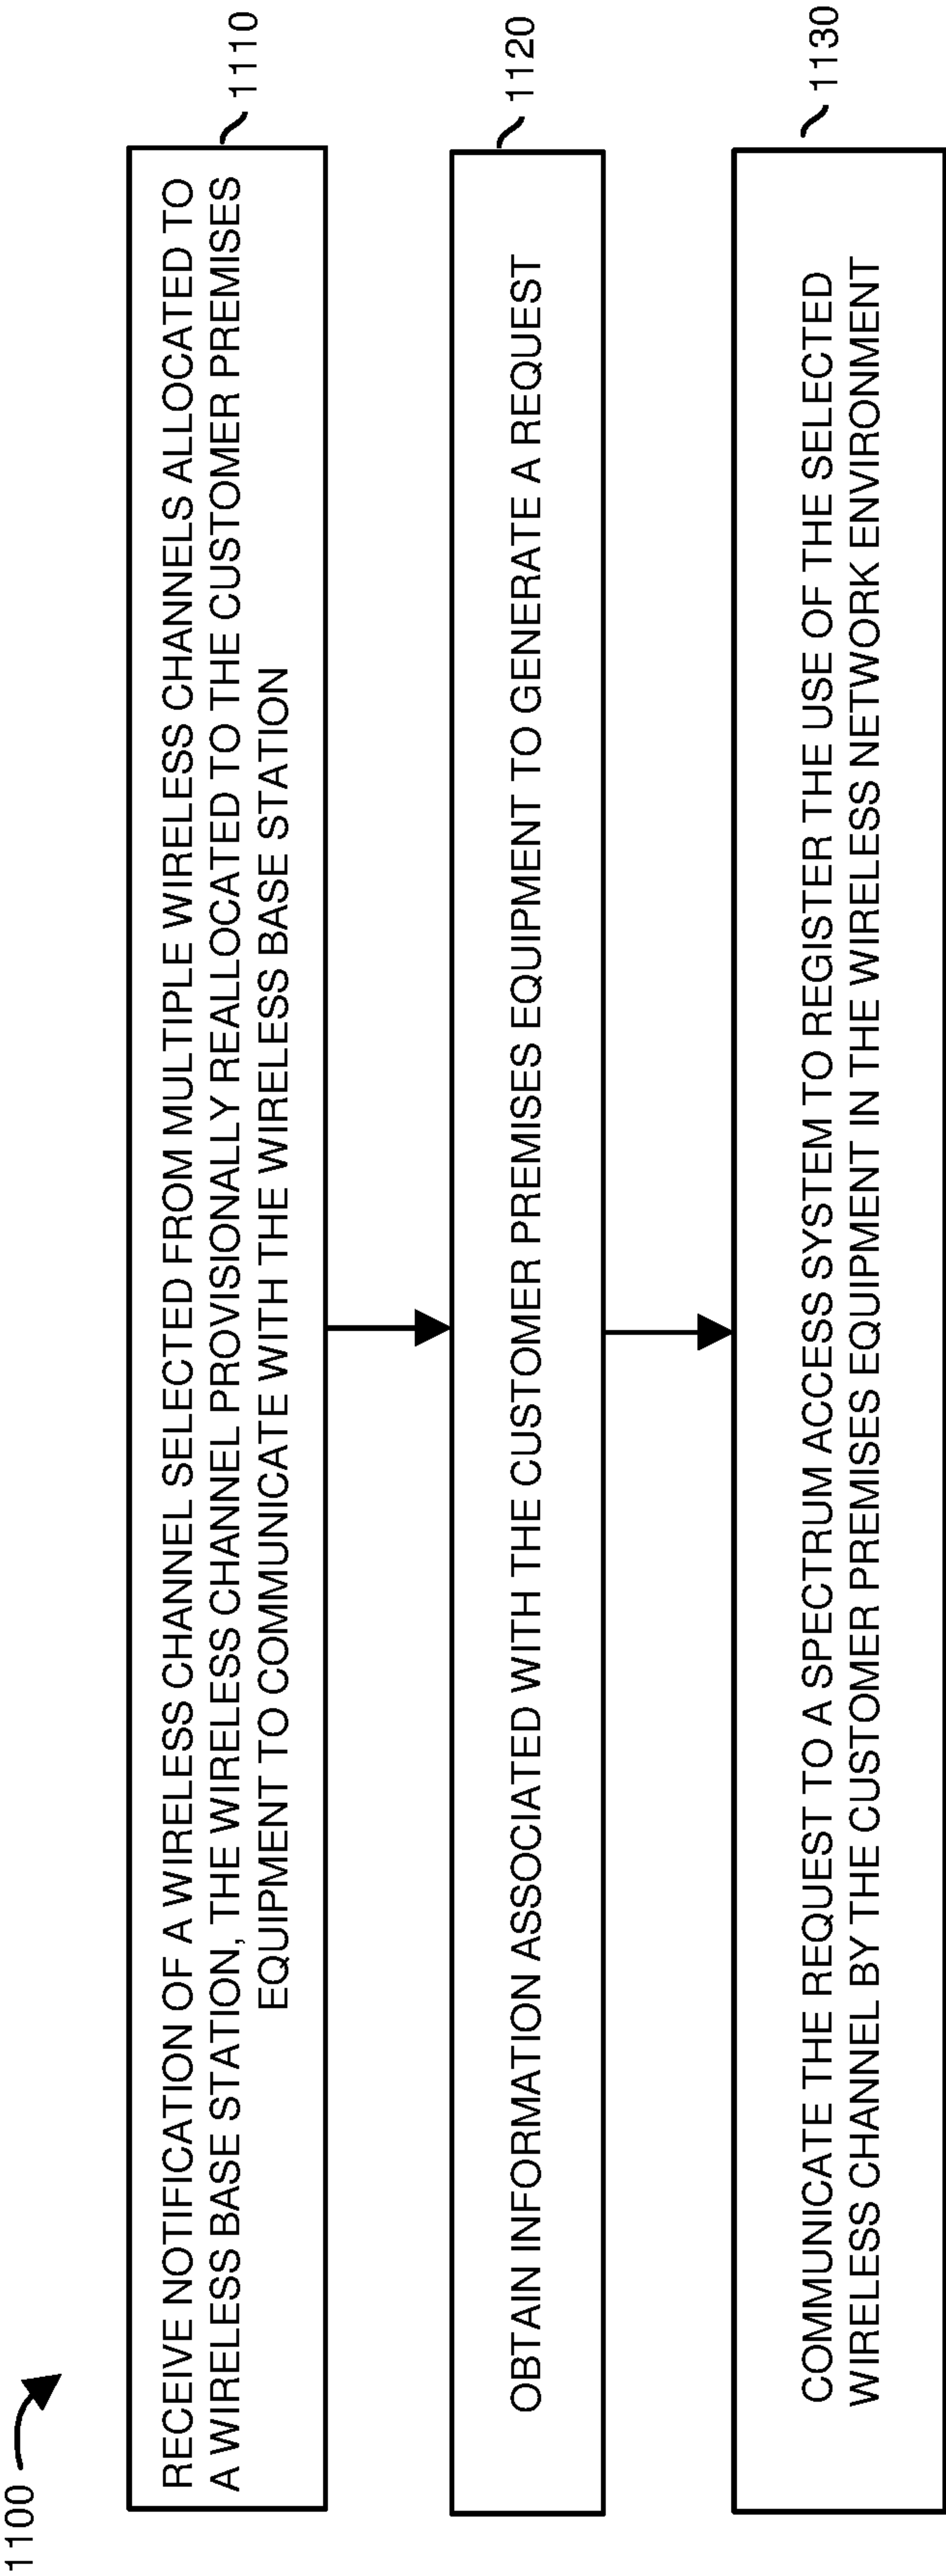 1100
RECEIVE NOTIFICATION OF A WIRELESS CHANNEL SELECTED FROM MULTIPLE WIRELESS CHANNELS ALLOCATED TO
A WIRELESS BASE STATION, THE WIRELESS CHANNEL PROVISIONALLY REALLOCATED TO THE CUSTOMER PREMISES
EQUIPMENT TO COMMUNICATE WITH THE WIRELESS BASE STATION
1110
OBTAIN INFORMATION ASSOCIATED WITH THE CUSTOMER PREMISES EQUIPMENT TO GENERATE A REQUEST
1120
COMMUNICATE THE REQUEST TO A SPECTRUM ACCESS SYSTEM TO REGISTER THE USE OF THE SELECTED
WIRELESS CHANNEL BY THE CUSTOMER PREMISES EQUIPMENT IN THE WIRELESS NETWORK ENVIRONMENT
1130